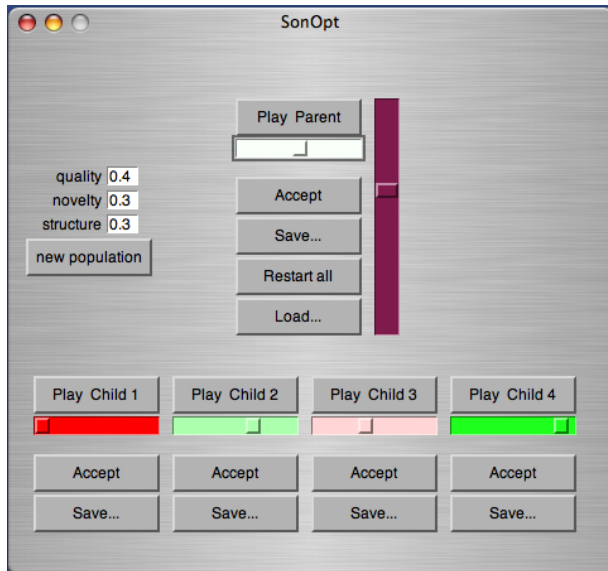 SonOpt
Play Parent
quality 0.4
novelty 0.3
structure 0.3
new population
Accept
Save...
Restart all
Load...
Play Child 1 Play Child 2 Play Child 3 Play Child 4
Accept Accept Accept Accept
Save... Save... Save... Save...